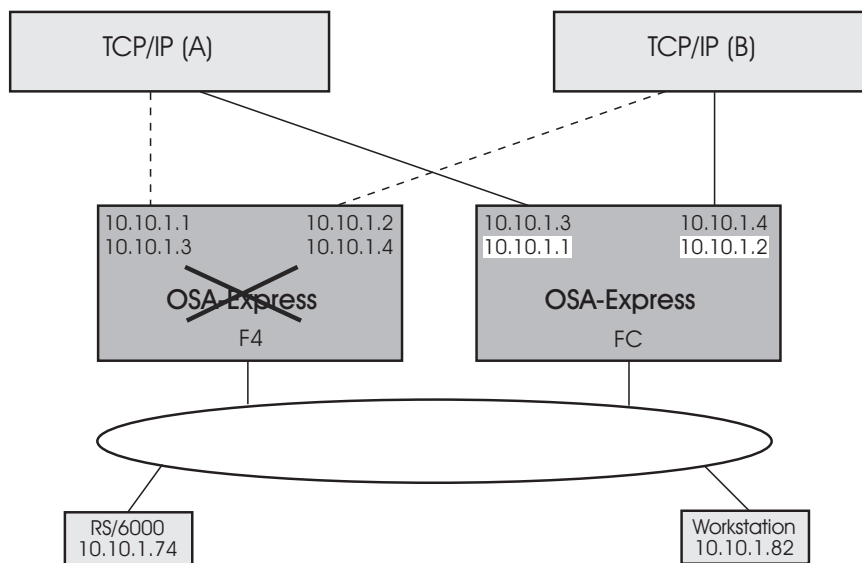 TCP/IP (A)
TCP/IP (B)
10.10.1.1
10.10.1.2
10.10.1.3
10.10.1.4
OSA-Express
F4
10.10.1.3
10.10.1.4
10.10.1.1
10.10.1.2
OSA-Express
FC
RS/6000
10.10.1.74
Workstation
10.10.1.82